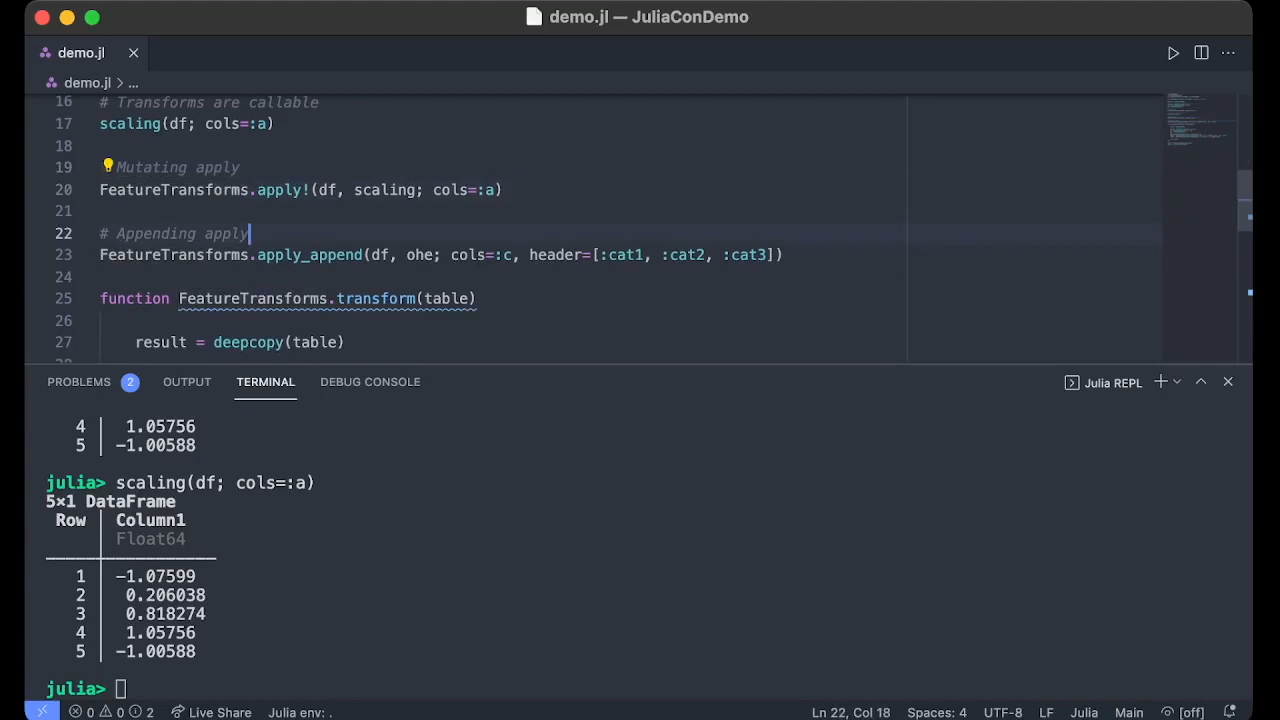 demo.jl — JuliaConDemo
demo.jl
demo.jl > ...
16 # Transforms are callable
17 scaling(df; cols=:a)
18
19 Mutating apply
20 FeatureTransforms.apply!(df, scaling; cols=:a)
21
22 # Appending apply
23 FeatureTransforms.apply_append(df, ohe; cols=:c, header=[:cat1, :cat2, :cat3])
24
25 function FeatureTransforms.transform(table)
26
27 result = deepcopy(table)
28
PROBLEMS 2 OUTPUT TERMINAL DEBUG CONSOLE Julia REPL
4 1.05756
5 -1.00588
julia> scaling(df; cols=:a)
5×1 DataFrame
Row Column1
Float64
1 -1.07599
2 0.206038
3 0.818274
4 1.05756
5 -1.00588
julia>
0 0 2 Live Share Julia env: . Ln 22, Col 18 Spaces: 4 UTF-8 LF Julia Main [off]